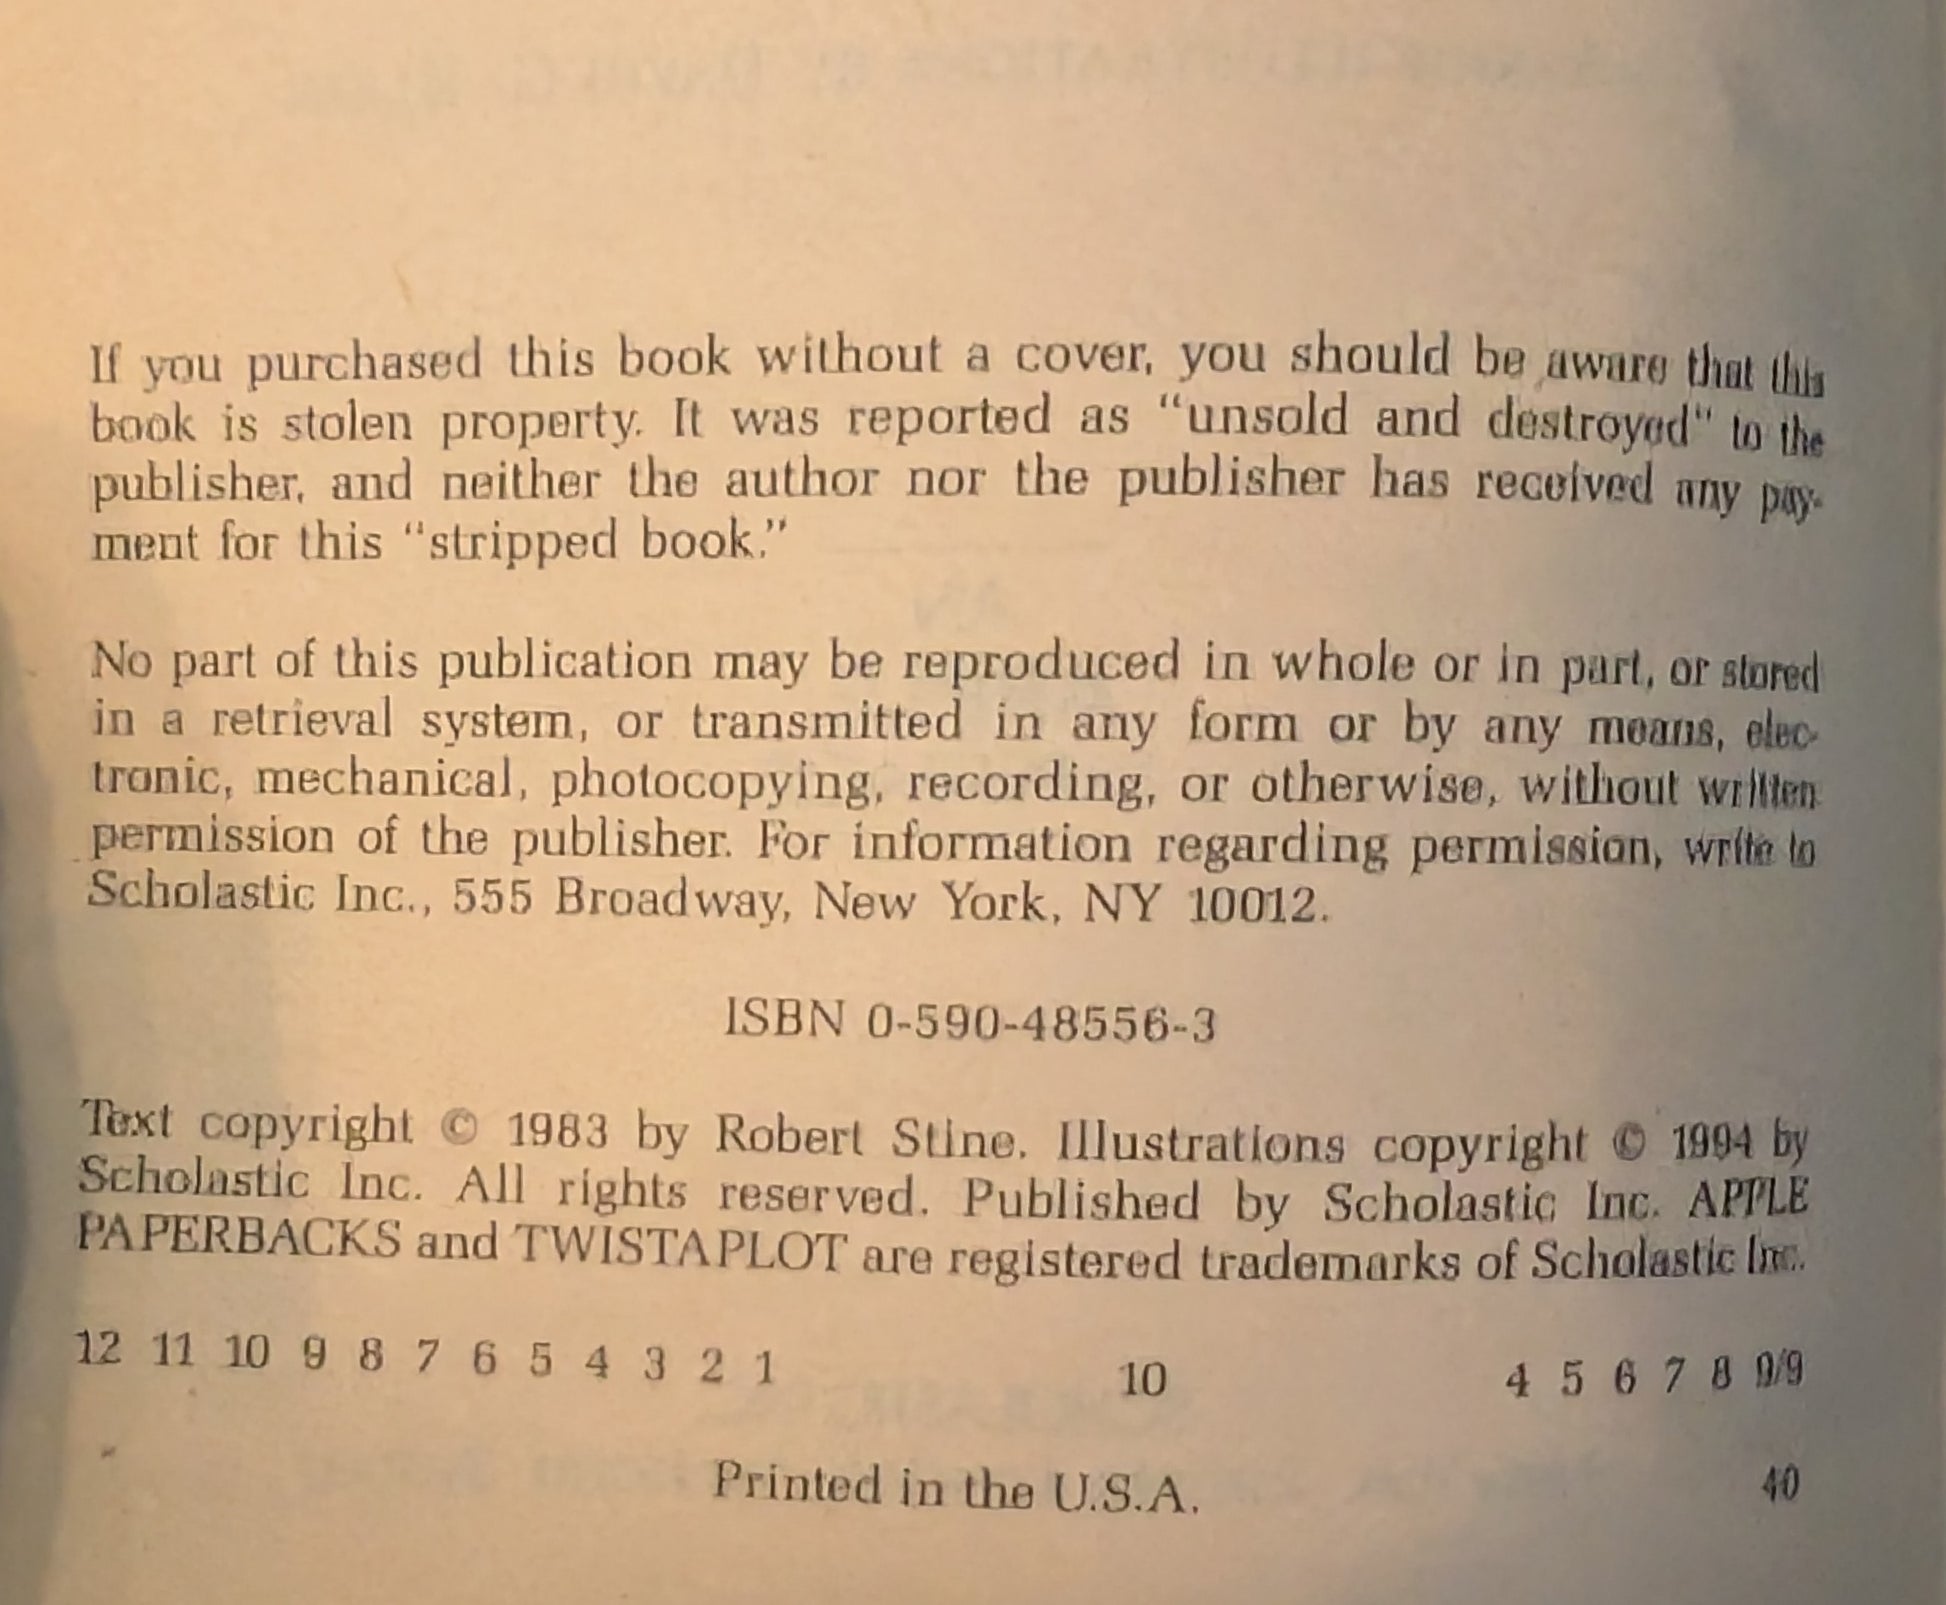 If you purchased this book without a cover, you should be aware that this
book is stolen property. It was reported as “unsold and destroyed” to the
publisher, and neither the author nor the publisher has received any pay-
ment for this “stripped book.”
No part of this publication may be reproduced in whole or in part, or stored
in a retrieval system, or transmitted in any form or by any means, elec-
tronic, mechanical, photocopying, recording, or otherwise, without written
permission of the publisher. For information regarding permission, write to
Scholastic Inc., 555 Broadway, New York, NY 10012.
ISBN 0-590-48556-3
Text copyright © 1983 by Robert Stine. Illustrations copyright © 1994 by
Scholastic Inc. All rights reserved. Published by Scholastic Inc. APPLE
PAPERBACKS and TWISTAPLOT are registered trademarks of Scholastic Inc.
12 11 10 9 8 7 6 5 4 3 2 1 10 4 5 6 7 8 9/9
Printed in the U.S.A. 40